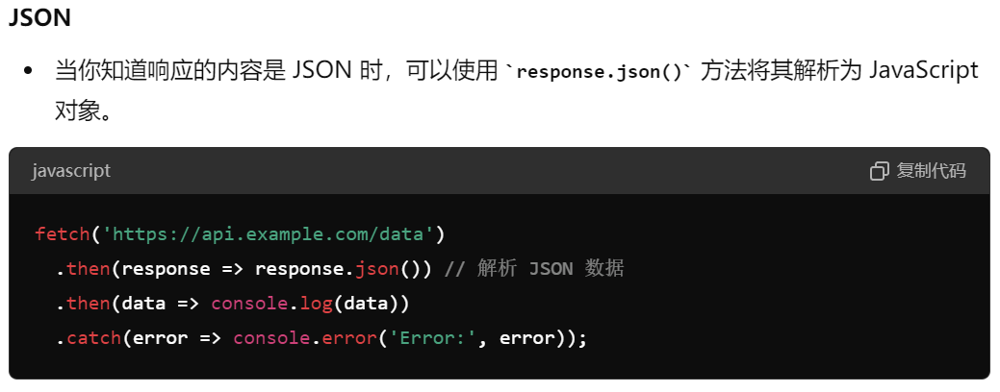 JSON
• 当你知道响应的内容是 JSON 时，可以使用 `response.json()` 方法将其解析为 JavaScript
对象。
javascript 复制代码
fetch('https://api.example.com/data')
  .then(response => response.json()) // 解析 JSON 数据
  .then(data => console.log(data))
  .catch(error => console.error('Error:', error));